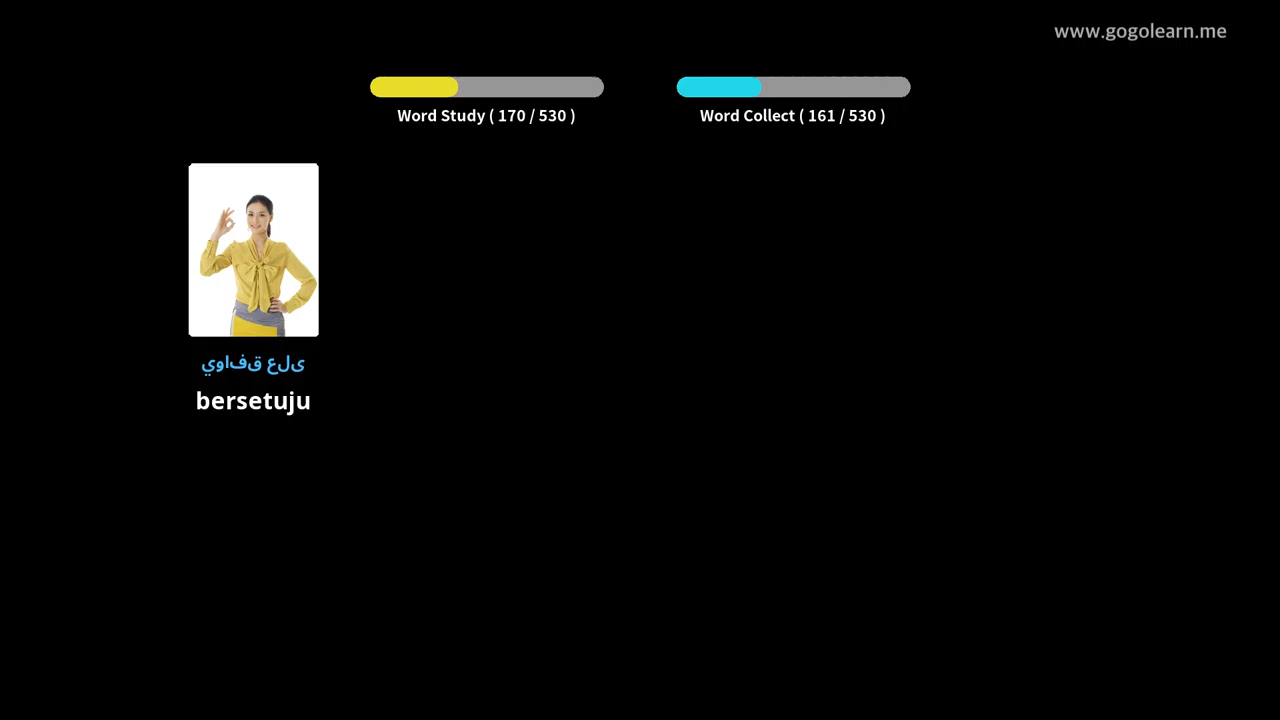 www.gogolearn.me
Word Study ( 170 / 530 )
Word Collect ( 161 / 530 )
يوافق على
bersetuju